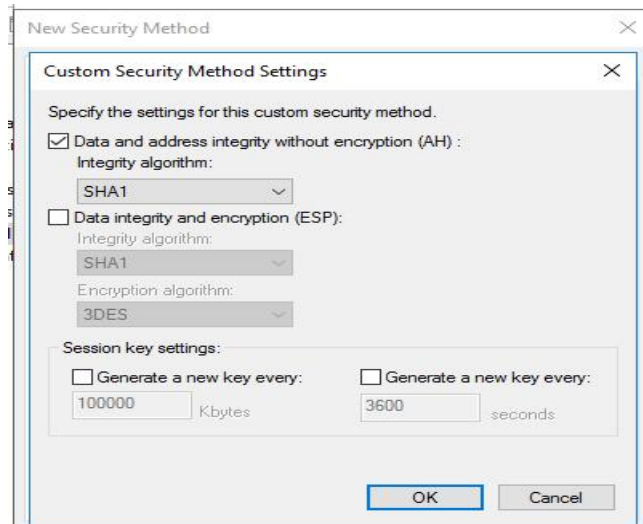 New Security Method
Custom Security Method Settings
Specify the settings for this custom security method.
Data and address integrity without encryption (AH) :
Integrity algorithm:
SHA1
Data integrity and encryption (ESP):
Integrity algorithm:
SHA1
Encryption algorithm:
3DES
Session key settings:
Generate a new key every: Generate a new key every:
100000 Kbytes 3600 seconds
OK Cancel